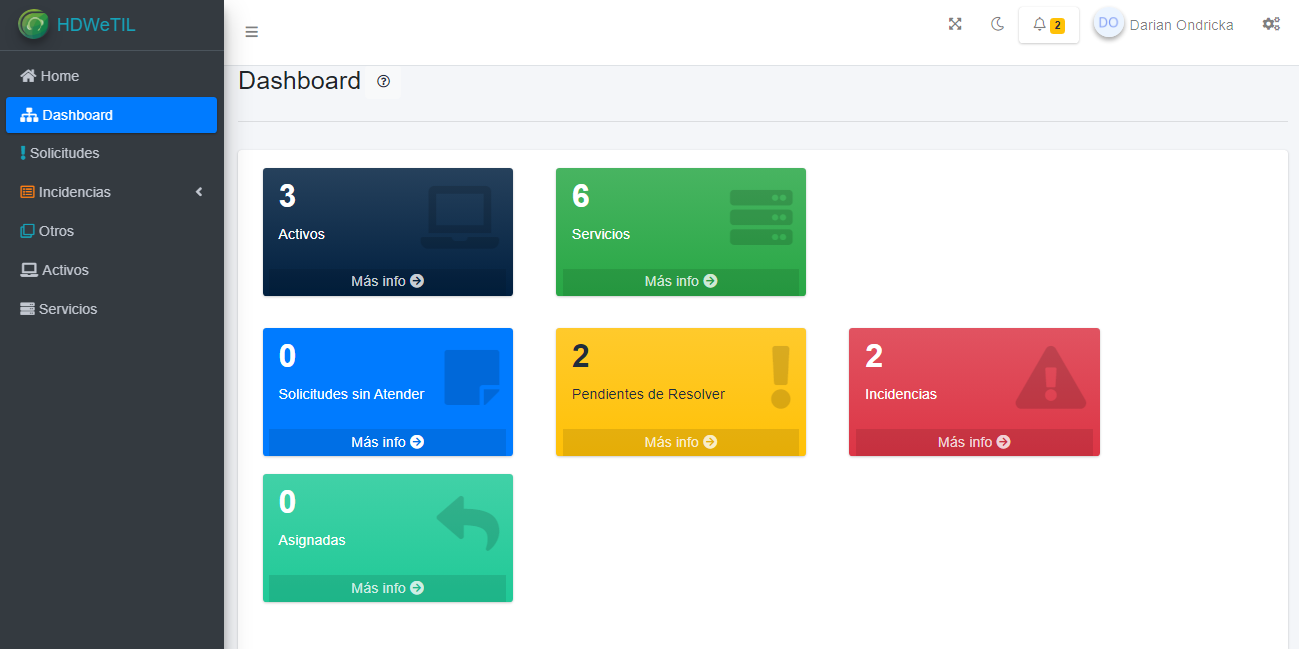 HDWeTIL
2
DO
Darian Ondricka
Home
Dashboard
Solicitudes
Incidencias
Otros
Activos
Servicios
Dashboard
3
Activos
Más info
6
Servicios
Más info
0
Solicitudes sin Atender
Más info
2
Pendientes de Resolver
Más info
2
Incidencias
Más info
0
Asignadas
Más info